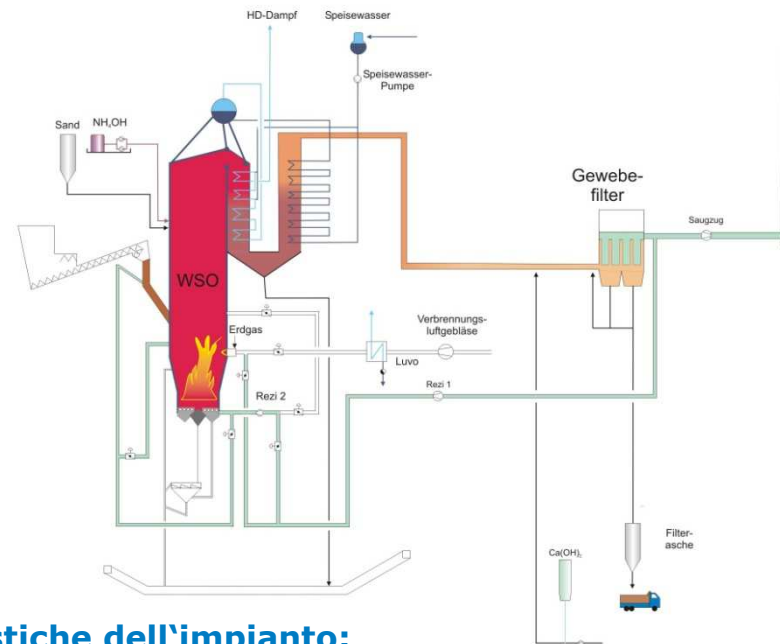 HD-Dampf
Speisewasser
Speisewasser-
Pumpe
Sand
NH₄OH
Gewebe-
filter
Saugzug
WSO
Erdgas
Verbrennungs-
luftgebläse
Luvo
Rezi 2
Rezi 1
Ca(OH)₂
Filter-
asche
stiche dell'impianto: